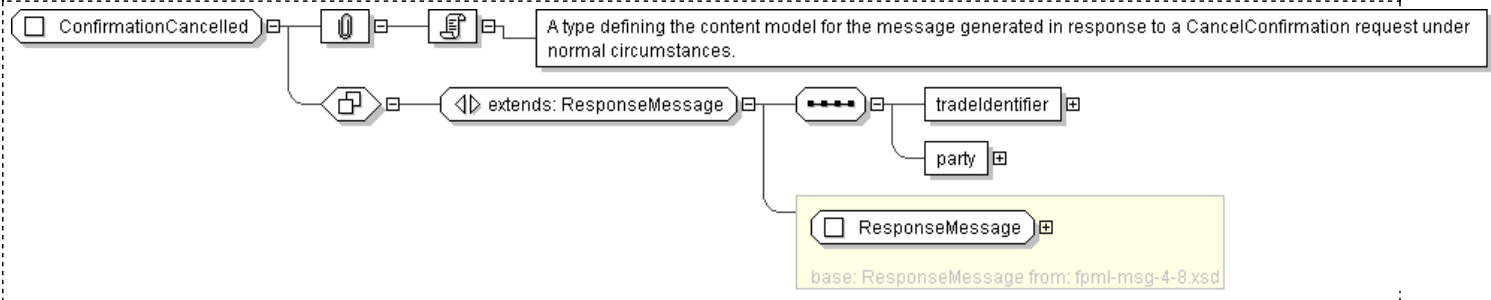 ConfirmationCancelled
A type defining the content model for the message generated in response to a CancelConfirmation request under
normal circumstances.
extends: ResponseMessage
tradeIdentifier
party
ResponseMessage
base: ResponseMessage from: fpml-msg-4-8.xsd